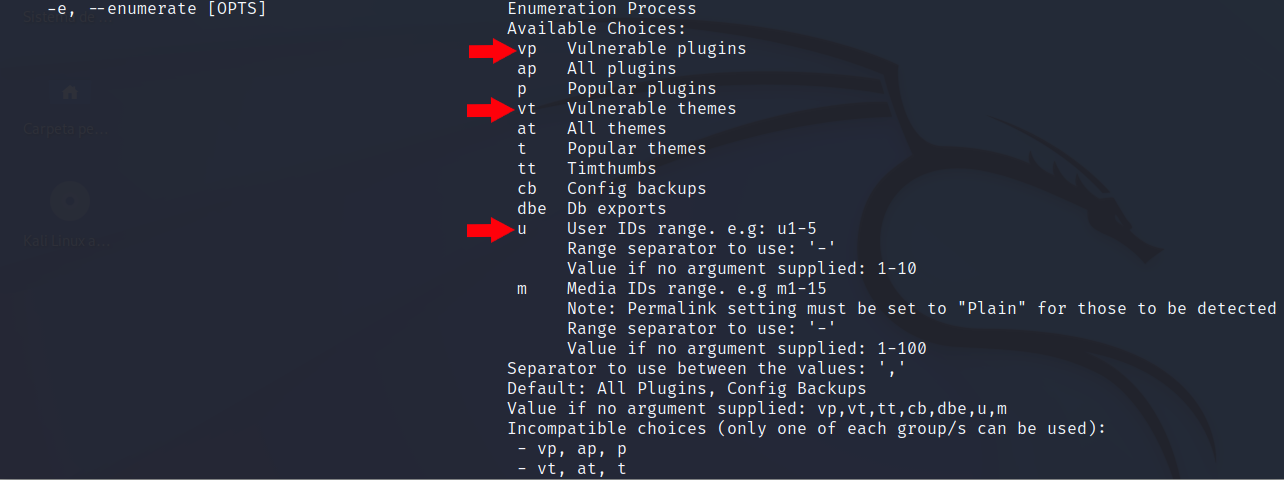 -e, --enumerate [OPTS] Enumeration Process
Available Choices:
vp Vulnerable plugins
ap All plugins
p Popular plugins
vt Vulnerable themes
at All themes
t Popular themes
tt Timthumbs
cb Config backups
dbe Db exports
u User IDs range. e.g: u1-5
Range separator to use: '-'
Value if no argument supplied: 1-10
m Media IDs range. e.g m1-15
Note: Permalink setting must be set to "Plain" for those to be detected
Range separator to use: '-'
Value if no argument supplied: 1-100
Separator to use between the values: ','
Default: All Plugins, Config Backups
Value if no argument supplied: vp,vt,tt,cb,dbe,u,m
Incompatible choices (only one of each group/s can be used):
- vp, ap, p
- vt, at, t
Carpeta pe...
Kali Linux a...